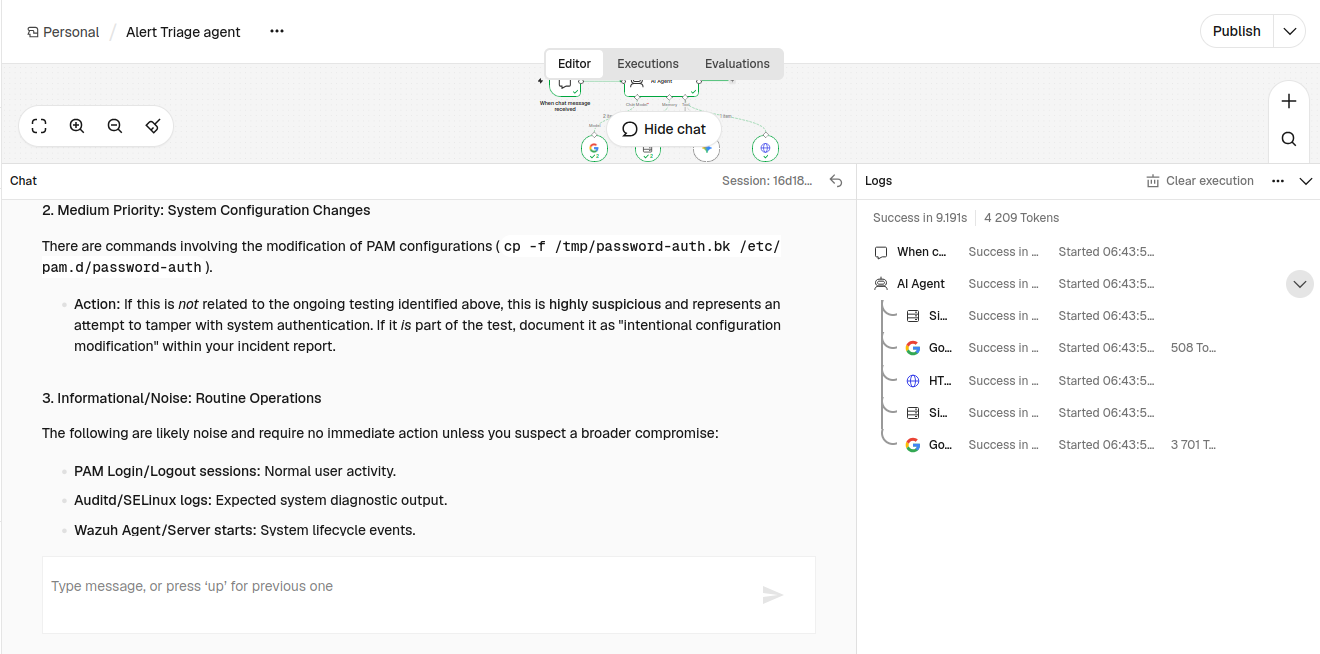 Personal / Alert Triage agent ...
Publish
Editor Executions Evaluations
AI Agent
When chat message
received
Chat Model*
Memory
Tool
Model
Hide chat
2
2
Chat
Session: 16d18...
Logs
Clear execution
2. Medium Priority: System Configuration Changes
There are commands involving the modification of PAM configurations ( cp -f /tmp/password-auth.bk /etc/
pam.d/password-auth ).
Action: If this is not related to the ongoing testing identified above, this is highly suspicious and represents an
attempt to tamper with system authentication. If it is part of the test, document it as "intentional configuration
modification" within your incident report.
3. Informational/Noise: Routine Operations
The following are likely noise and require no immediate action unless you suspect a broader compromise:
PAM Login/Logout sessions: Normal user activity.
Auditd/SELinux logs: Expected system diagnostic output.
Wazuh Agent/Server starts: System lifecycle events.
Type message, or press ‘up’ for previous one
Success in 9.191s 4 209 Tokens
When c... Success in ... Started 06:43:5...
AI Agent Success in ... Started 06:43:5...
Si... Success in ... Started 06:43:5...
Go... Success in ... Started 06:43:5... 508 To...
HT... Success in ... Started 06:43:5...
Si... Success in ... Started 06:43:5...
Go... Success in ... Started 06:43:5... 3 701 T...